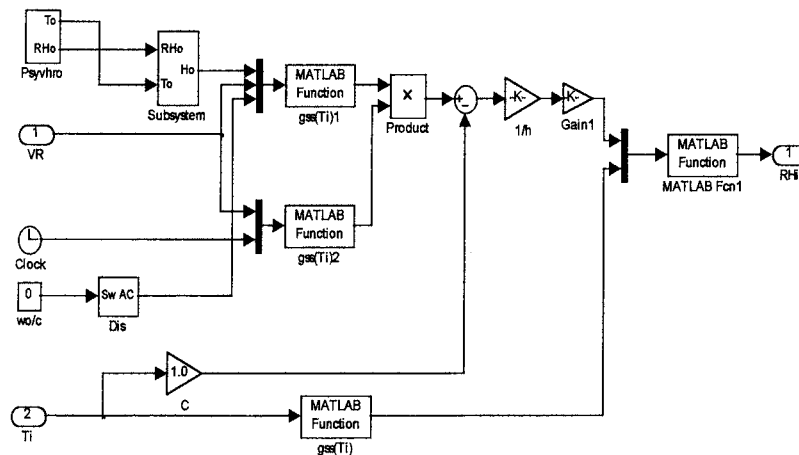 To
RHo
Psyvhro
RHo
Ho
To
Subsystem
MATLAB
Function
gss(Ti)1
X
Product
+
-
-K-
1/h
K-
Gain1
1
VR
MATLAB
Function
MATLAB Fcn1
1
RHi
MATLAB
Function
gss(Ti)2
Clock
0
wo/c
Sw AC
Dis
1.0
C
2
Ti
MATLAB
Function
gss(Ti)